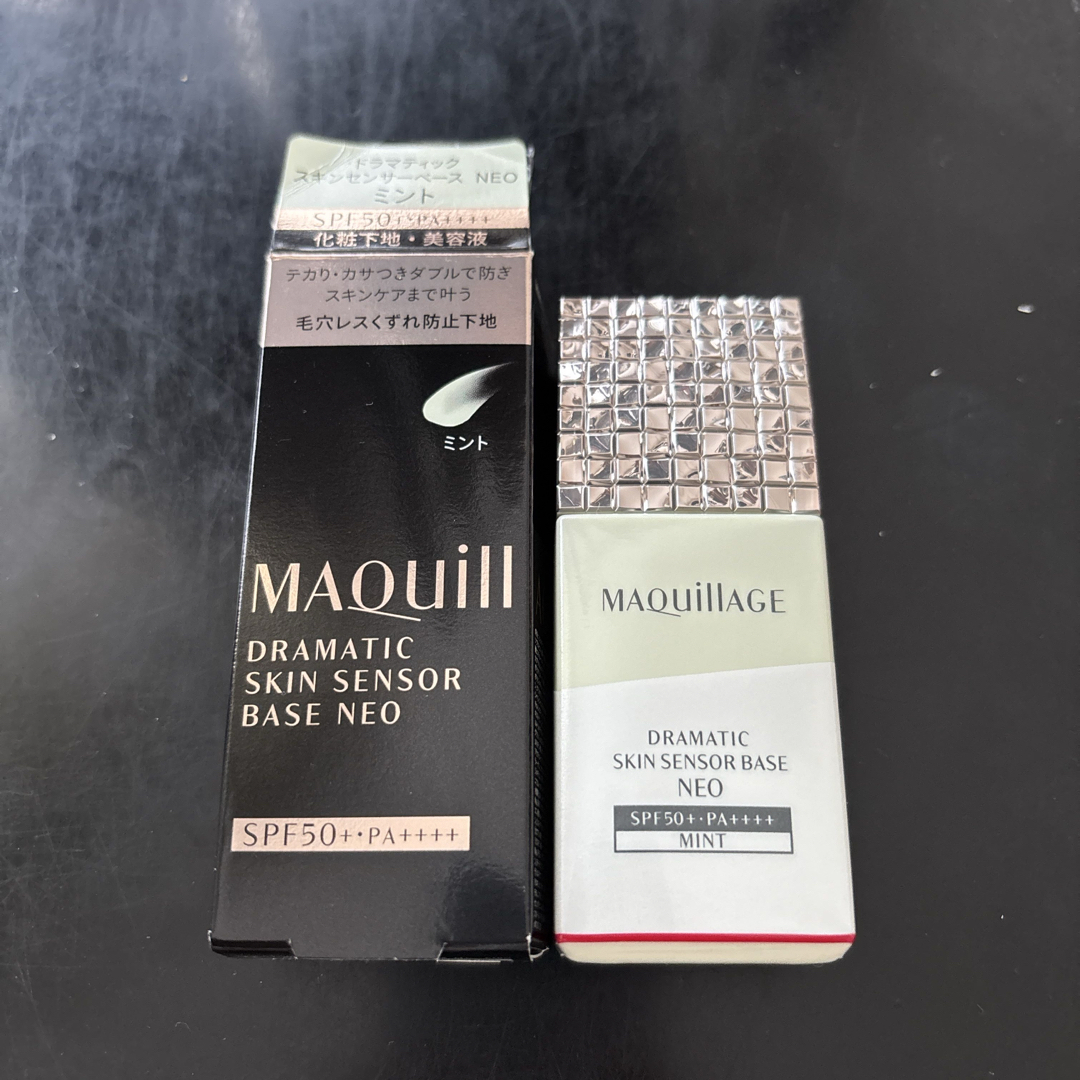 ドラマティック
スキンセンサーベース NEO
ミント
SPF50+・PA++++
化粧下地・美容液
テカり・カサつきダブルで防ぎ
スキンケアまで叶う
毛穴レスくずれ防止下地
ミント
MAQuill
DRAMATIC
SKIN SENSOR
BASE NEO
SPF50+・PA++++
MAQuillAGE
DRAMATIC
SKIN SENSOR BASE
NEO
SPF50+・PA++++
MINT